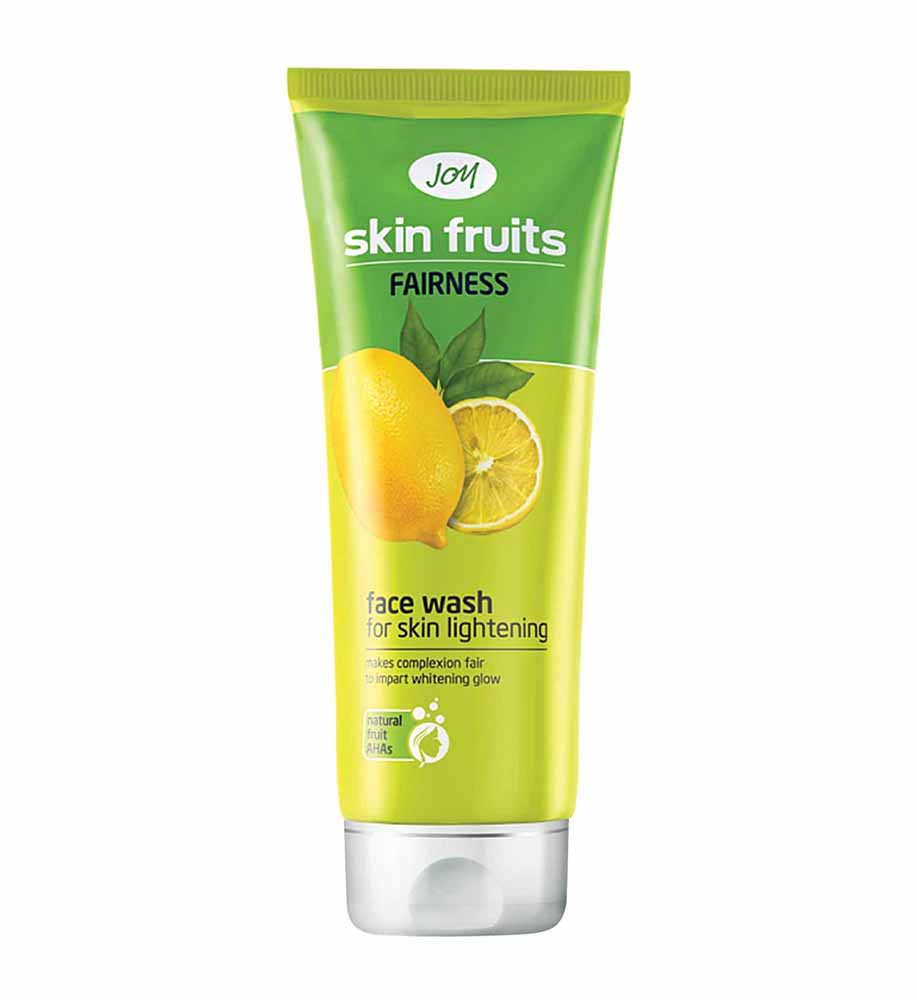 JOY
skin fruits
FAIRNESS
face wash
for skin lightening
makes complexion fair
to impart whitening glow
natural
fruit
AHAs